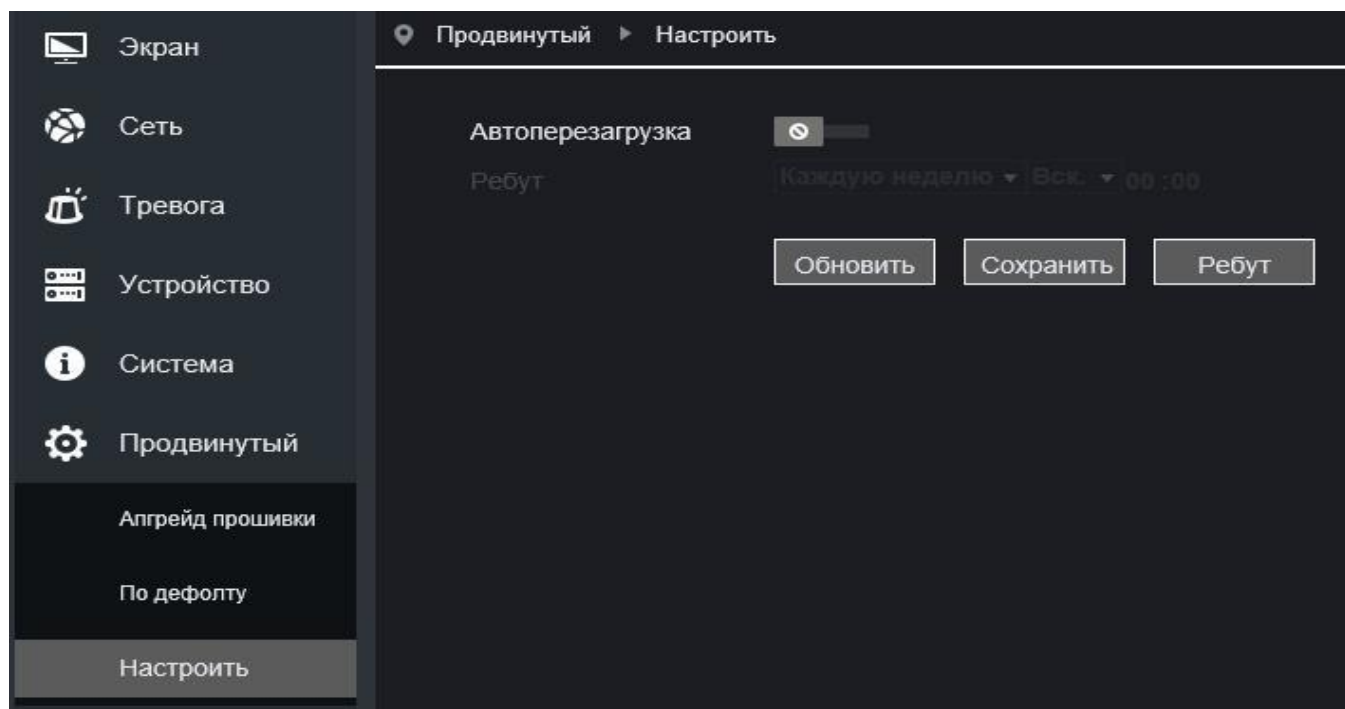 Экран
Сеть
Тревога
Устройство
Система
Продвинутый
Апгрейд прошивки
По дефолту
Настроить
Продвинутый Настроить
Автоперезагрузка
Ребут Каждую неделю Вск. 00 :00
Обновить Сохранить Ребут